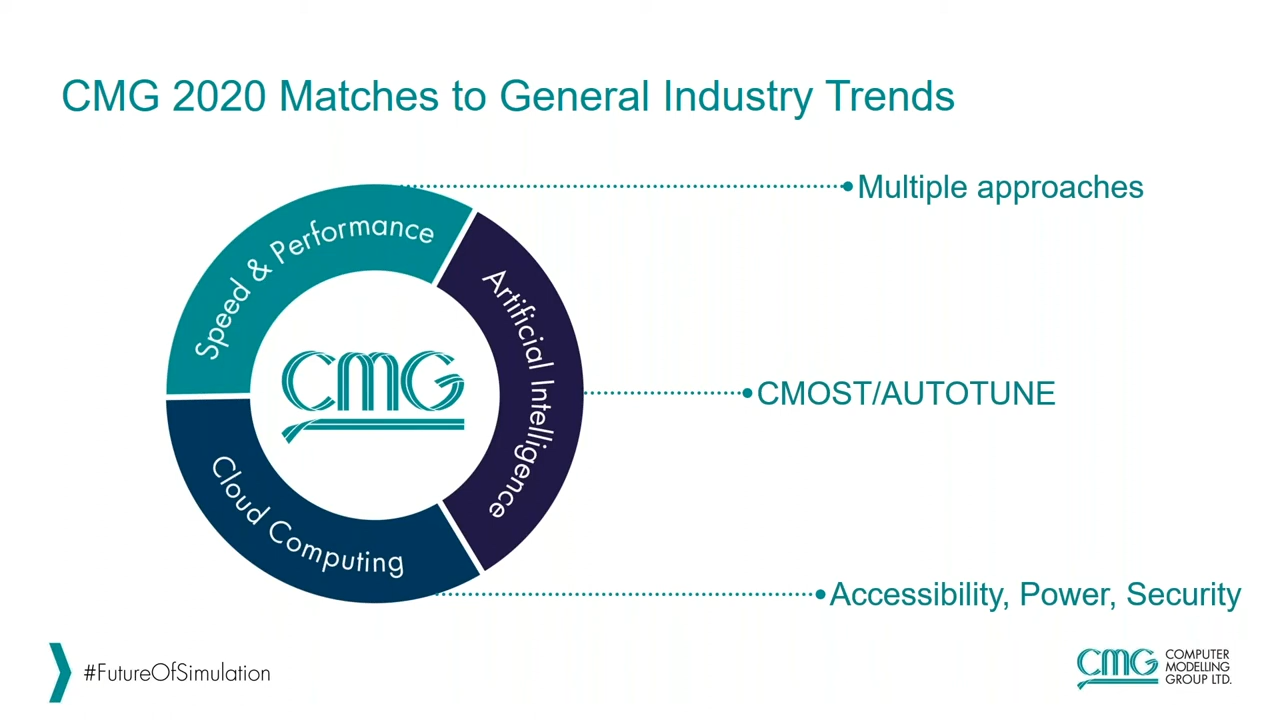 CMG 2020 Matches to General Industry Trends
Multiple approaches
Speed & Performance
Artificial Intelligence
CMG
CMOST/AUTOTUNE
Cloud Computing
Accessibility, Power, Security
#FutureOfSimulation
CMG
COMPUTER
MODELLING
GROUP LTD.